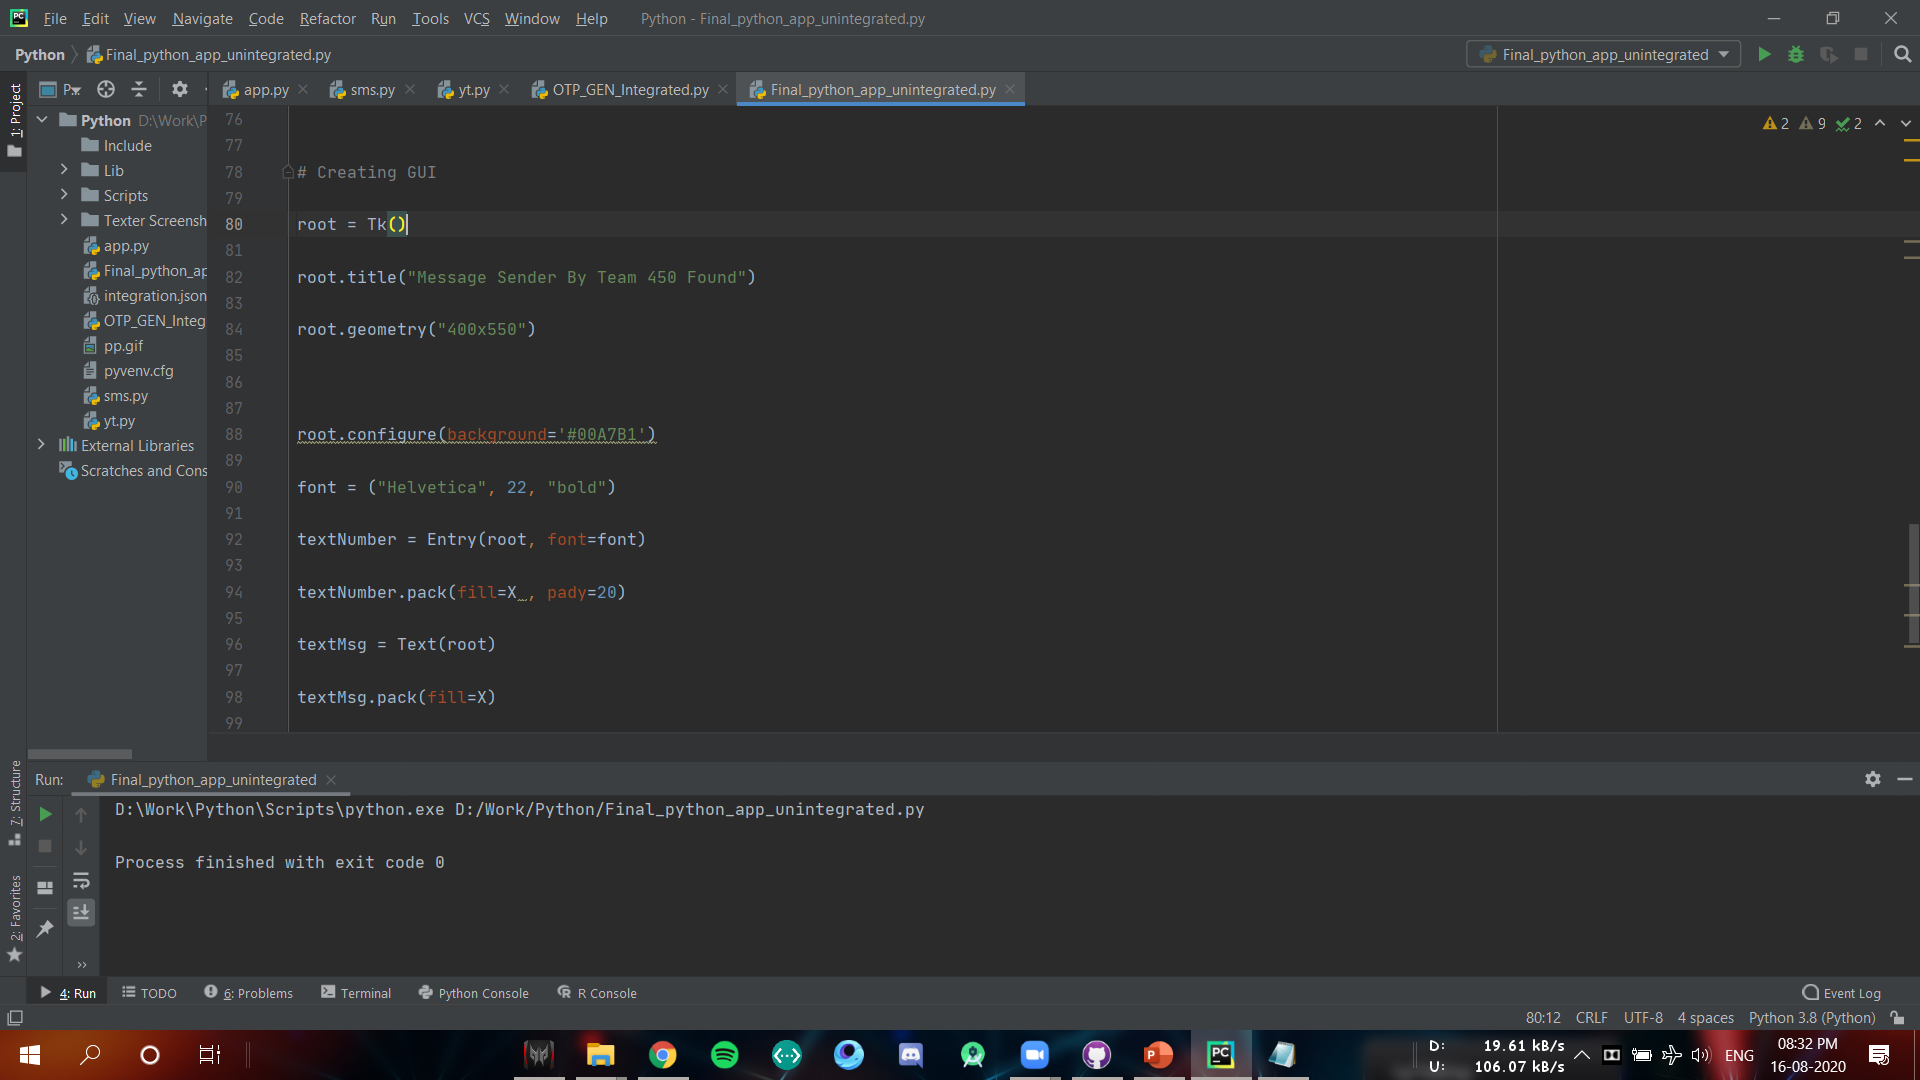 File Edit View Navigate Code Refactor Run Tools VCS Window Help Python - Final_python_app_unintegrated.py
Python Final_python_app_unintegrated.py
Final_python_app_unintegrated
1: Project
P...
app.py
sms.py
yt.py
OTP_GEN_Integrated.py
Final_python_app_unintegrated.py
Python D:\Work\P
Include
Lib
Scripts
Texter Screensh
app.py
Final_python_ap
integration.json
OTP_GEN_Integ
pp.gif
pyvenv.cfg
sms.py
yt.py
External Libraries
Scratches and Cons
2 9 2
76
77
78 # Creating GUI
79
80 root = Tk()
81
82 root.title("Message Sender By Team 450 Found")
83
84 root.geometry("400x550")
85
86
87
88 root.configure(background='#00A7B1')
89
90 font = ("Helvetica", 22, "bold")
91
92 textNumber = Entry(root, font=font)
93
94 textNumber.pack(fill=X , pady=20)
95
96 textMsg = Text(root)
97
98 textMsg.pack(fill=X)
99
7: Structure
2: Favorites
Run: Final_python_app_unintegrated
D:\Work\Python\Scripts\python.exe D:/Work/Python/Final_python_app_unintegrated.py
Process finished with exit code 0
4: Run TODO 6: Problems Terminal Python Console R Console Event Log
80:12 CRLF UTF-8 4 spaces Python 3.8 (Python)
D: 19.61 kB/s
U: 106.07 kB/s
ENG
08:32 PM
16-08-2020